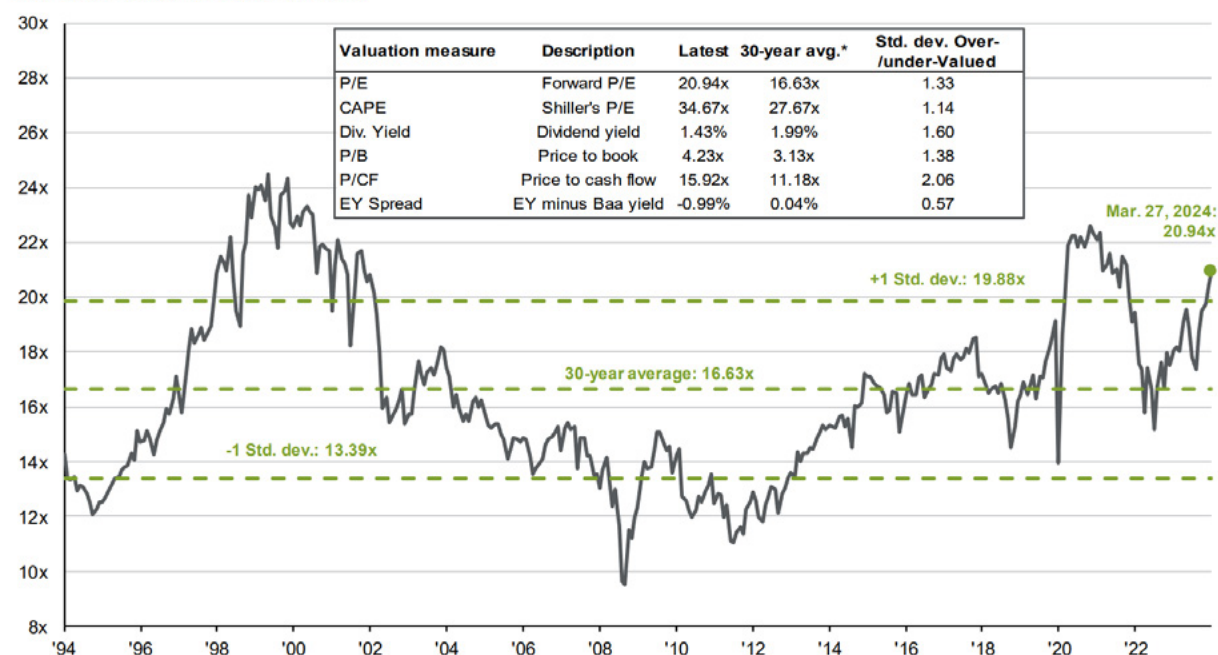 30x
28x
26x
24x
22x
20x
18x
16x
14x
12x
10x
8x
Valuation measure Description Latest 30-year avg.* Std. dev. Over-/under-Valued
P/E Forward P/E 20.94x 16.63x 1.33
CAPE Shiller's P/E 34.67x 27.67x 1.14
Div. Yield Dividend yield 1.43% 1.99% 1.60
P/B Price to book 4.23x 3.13x 1.38
P/CF Price to cash flow 15.92x 11.18x 2.06
EY Spread EY minus Baa yield -0.99% 0.04% 0.57
Mar. 27, 2024:
20.94x
+1 Std. dev.: 19.88x
30-year average: 16.63x
-1 Std. dev.: 13.39x
'94 '96 '98 '00 '02 '04 '06 '08 '10 '12 '14 '16 '18 '20 '22